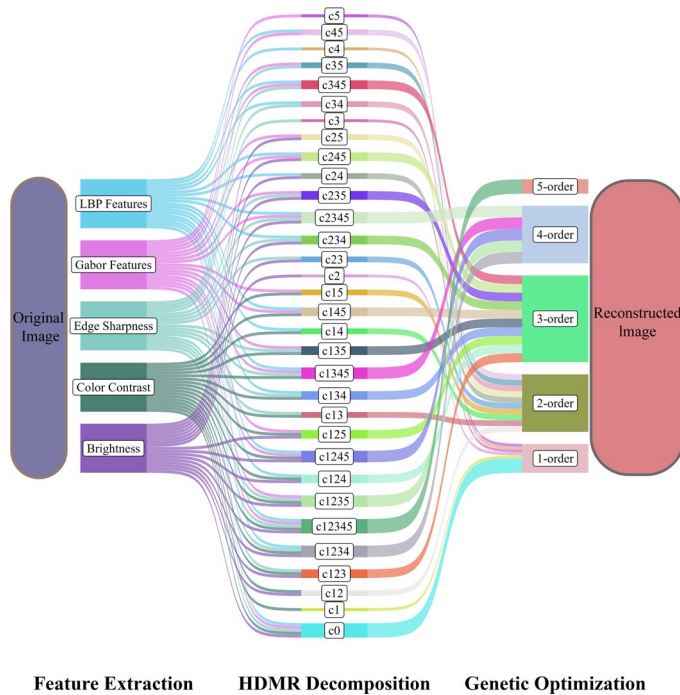 Original
Image
LBP Features
Gabor Features
Edge Sharpness
Color Contrast
Brightness
c5
c45
c4
c35
c345
c34
c3
c25
c245
c24
c235
c2345
c234
c23
c2
c15
c145
c14
c135
c1345
c134
c13
c125
c1245
c124
c1235
c12345
c1234
c123
c12
c1
c0
5-order
4-order
3-order
2-order
1-order
Reconstructed
Image
Feature Extraction
HDMR Decomposition
Genetic Optimization